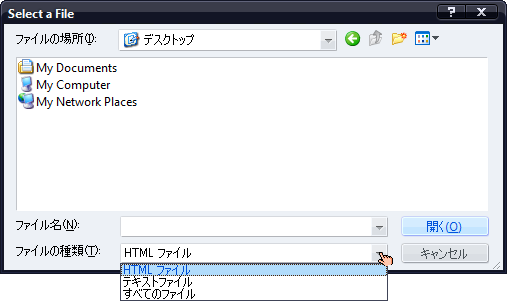 Select a File
ファイルの場所(I):
デスクトップ
My Documents
My Computer
My Network Places
ファイル名(N):
開く(O)
ファイルの種類(T):
HTML ファイル
キャンセル
HTML ファイル
テキストファイル
すべてのファイル